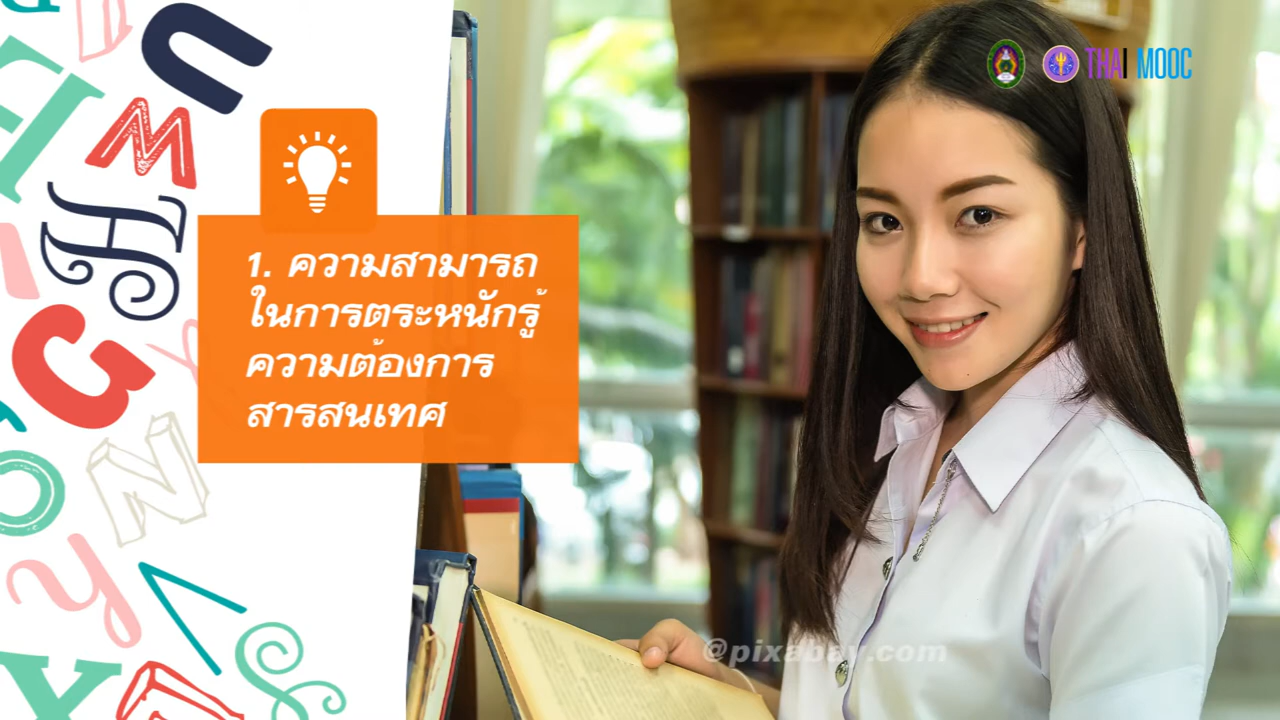 THAI MOOC
1. ความสามารถ
ในการตระหนักรู้
ความต้องการ
สารสนเทศ
@pixabay.com